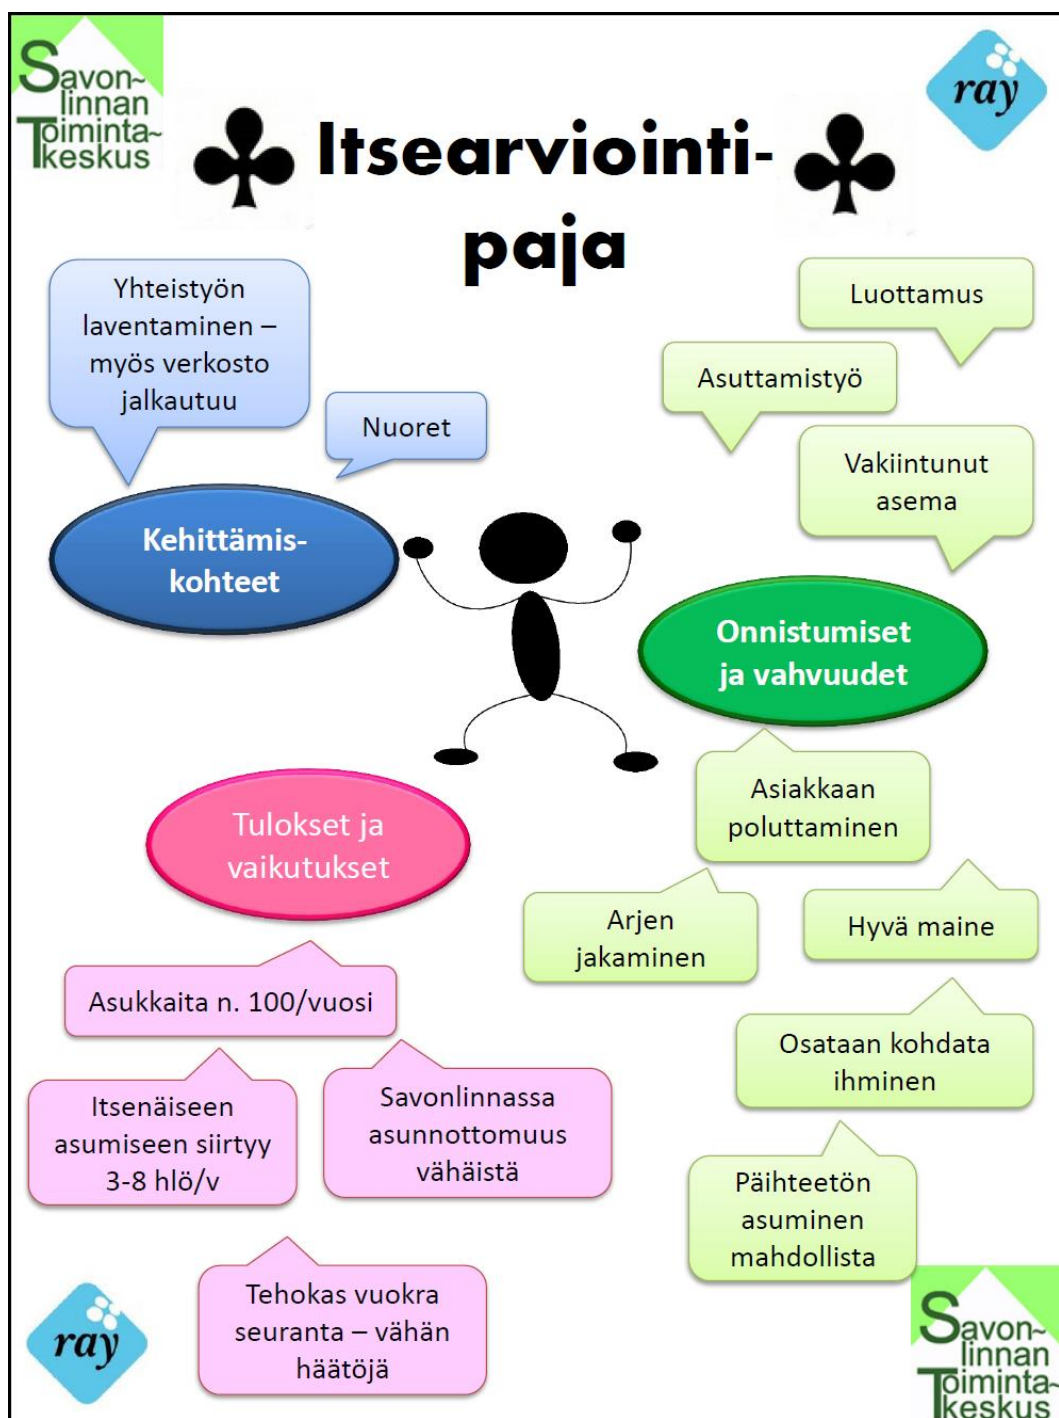 Savon~
linnan
Toiminta~
keskus
ray
Itsearviointi-
paja
Yhteistyön
laventaminen –
myös verkosto
jalkautuu
Nuoret
Kehittämis-
kohteet
Luottamus
Asuttamistyö
Vakiintunut
asema
Onnistumiset
ja vahvuudet
Asiakkaan
poluttaminen
Arjen
jakaminen
Hyvä maine
Osataan kohdata
ihminen
Päihteetön
asuminen
mahdollista
Tulokset ja
vaikutukset
Asukkaita n. 100/vuosi
Itsenäiseen
asumiseen siirtyy
3-8 hlö/v
Savonlinnassa
asunnottomuus
vähäistä
Tehokas vuokra
seuranta – vähän
häätöjä
ray
Savon~
linnan
Toiminta~
keskus